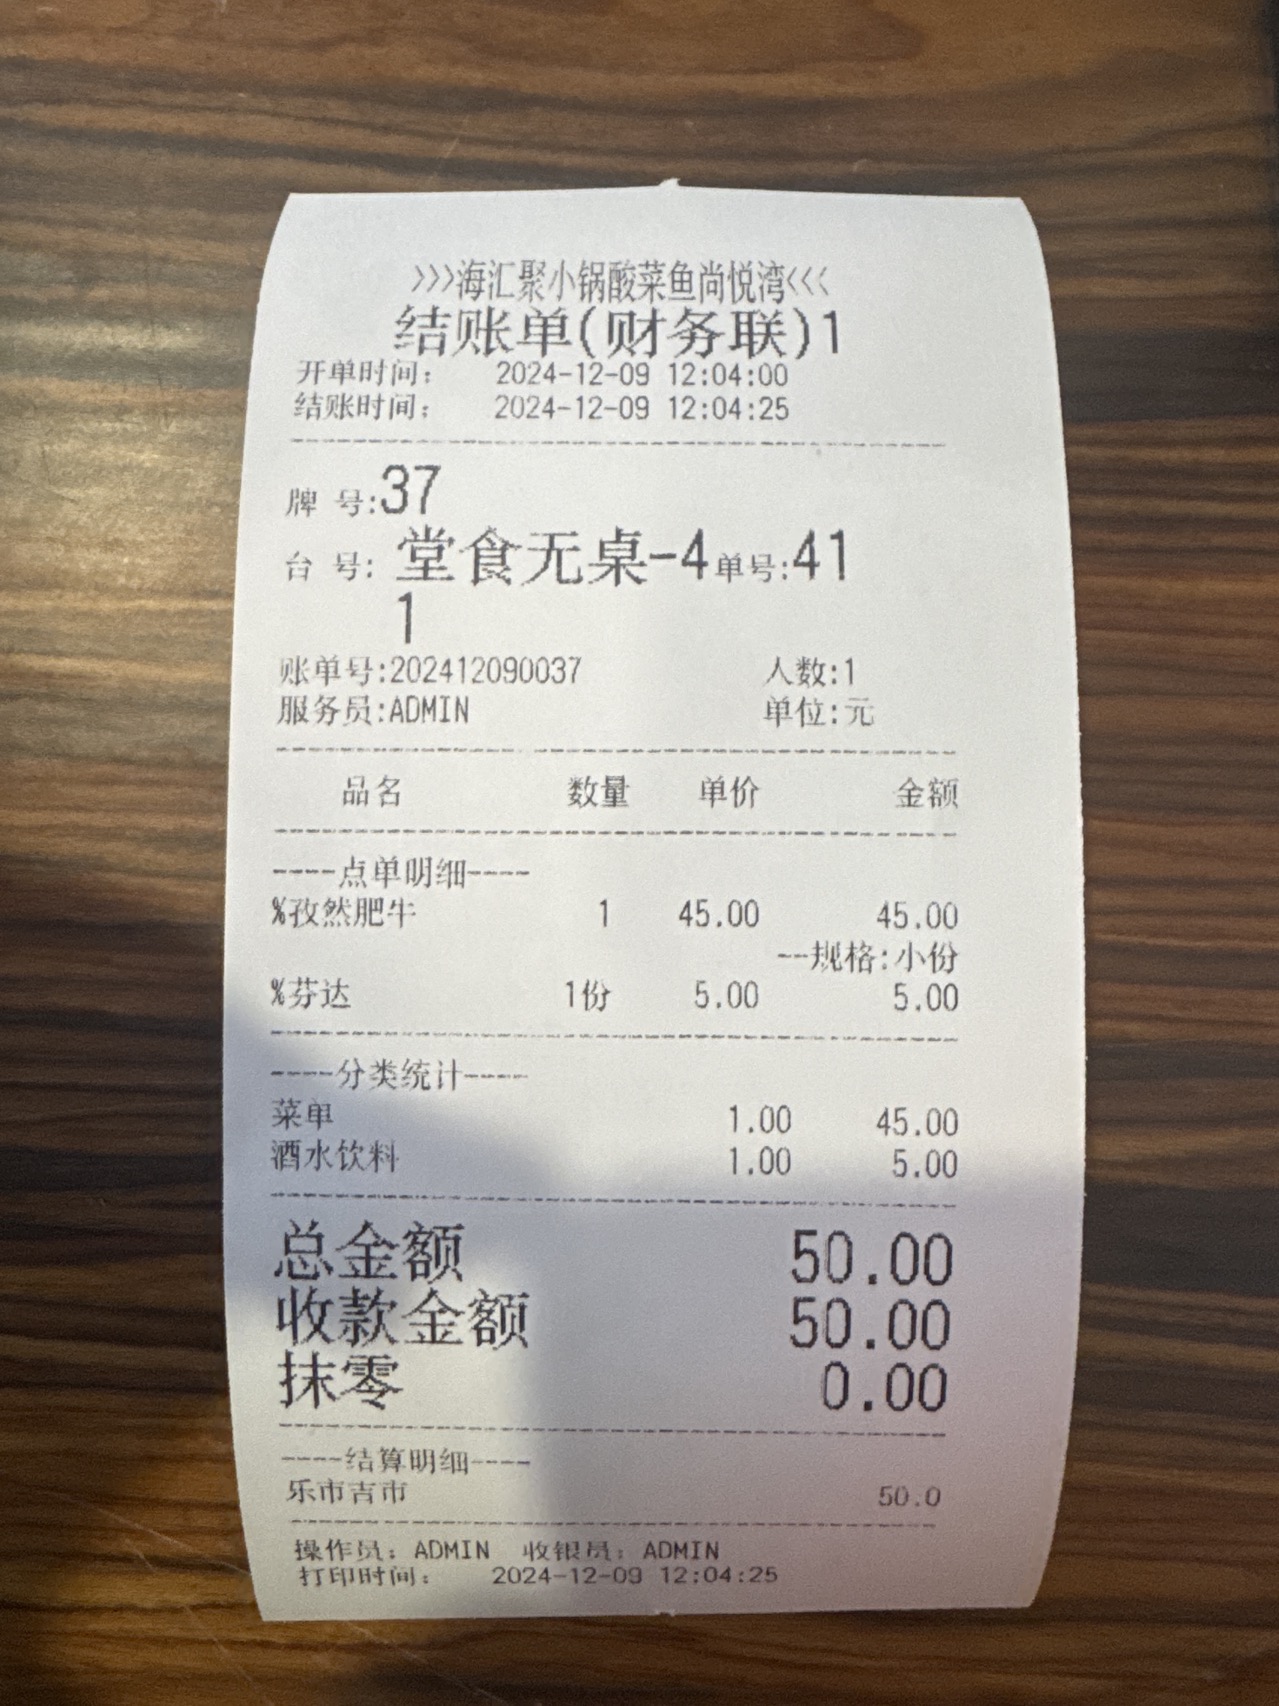 >>>海汇聚小锅酸菜鱼尚悦湾<<<
结账单(财务联)1
开单时间: 2024-12-09 12:04:00
结账时间: 2024-12-09 12:04:25
牌 号:37
台 号: 堂食无桌-4 单号:41
1
账单号:202412090037 人数:1
服务员:ADMIN 单位:元
品名 数量 单价 金额
----点单明细----
%孜然肥牛 1 45.00 45.00
--规格:小份
%芬达 1份 5.00 5.00
----分类统计----
菜单 1.00 45.00
酒水饮料 1.00 5.00
总金额 50.00
收款金额 50.00
抹零 0.00
----结算明细----
乐市吉市 50.0
操作员: ADMIN 收银员: ADMIN
打印时间: 2024-12-09 12:04:25